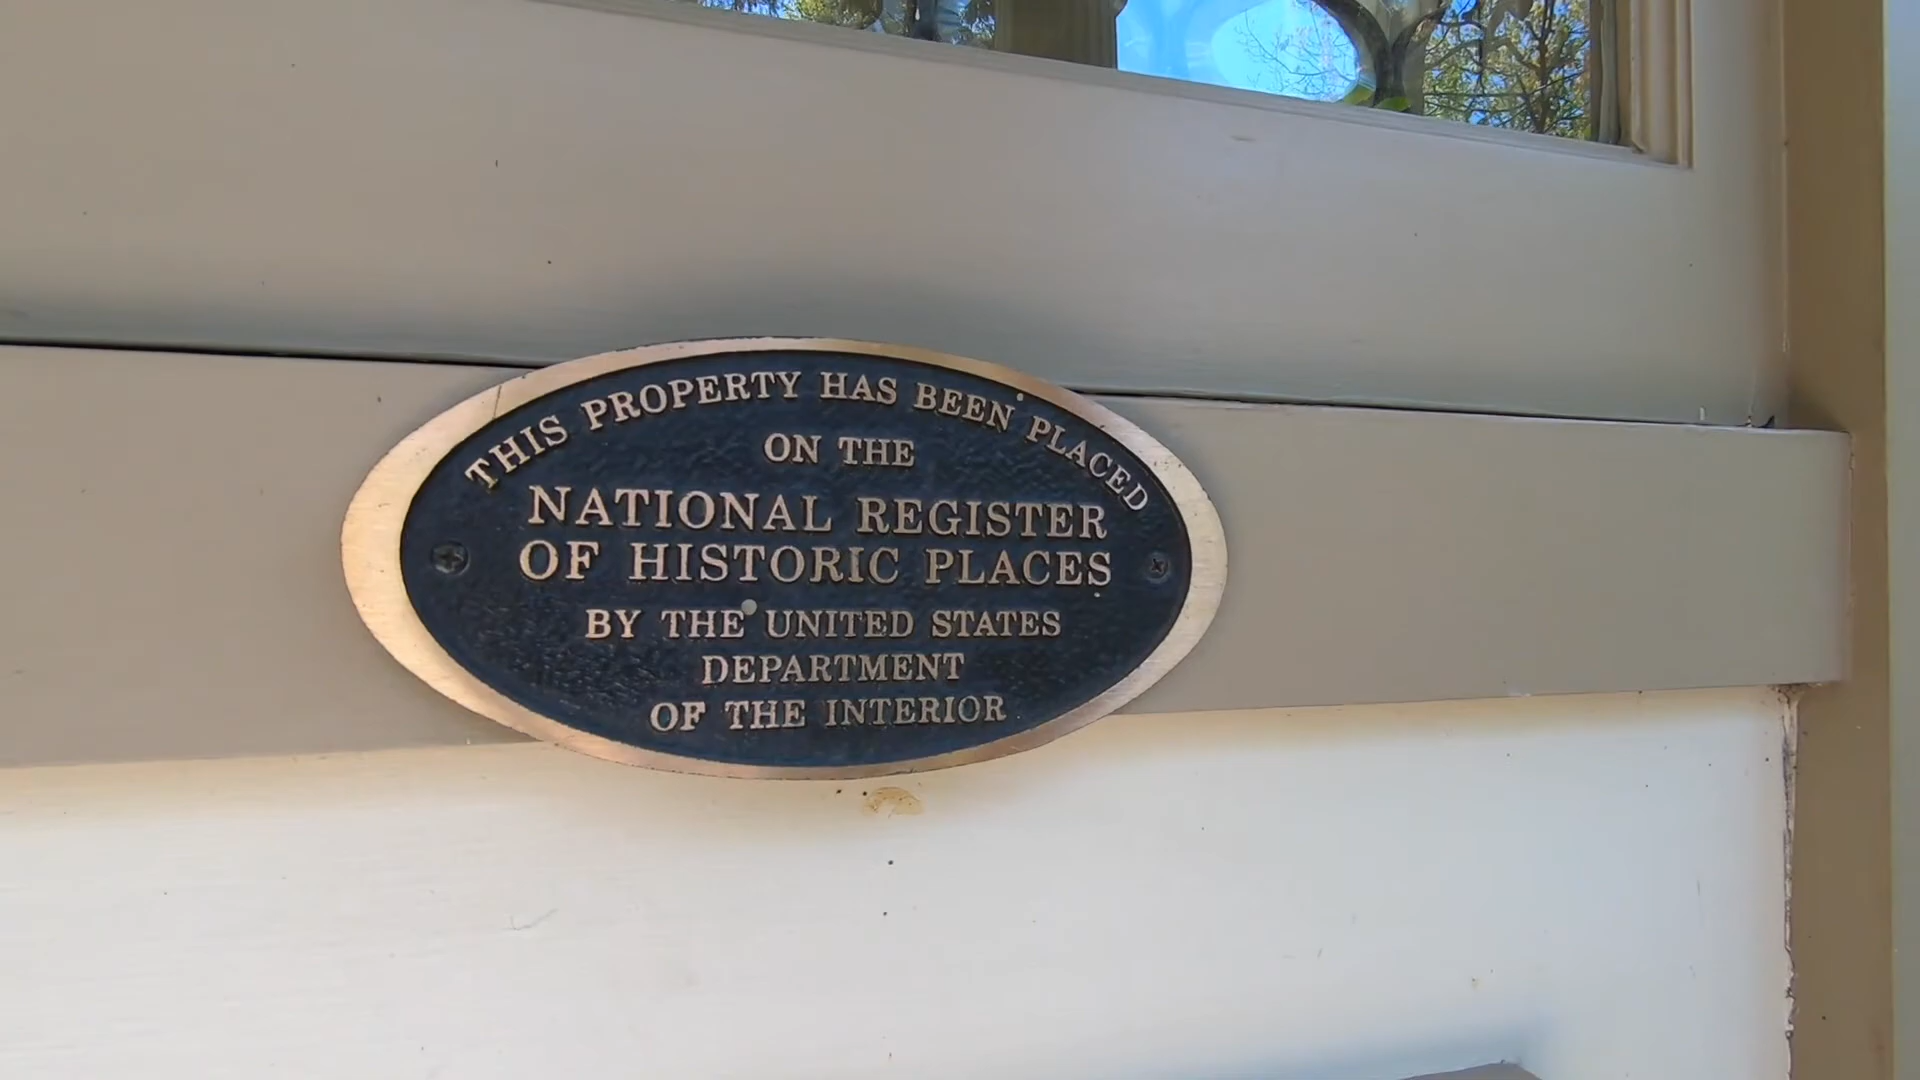 THIS PROPERTY HAS BEEN PLACED
ON THE
NATIONAL REGISTER
OF HISTORIC PLACES
BY THE UNITED STATES
DEPARTMENT
OF THE INTERIOR